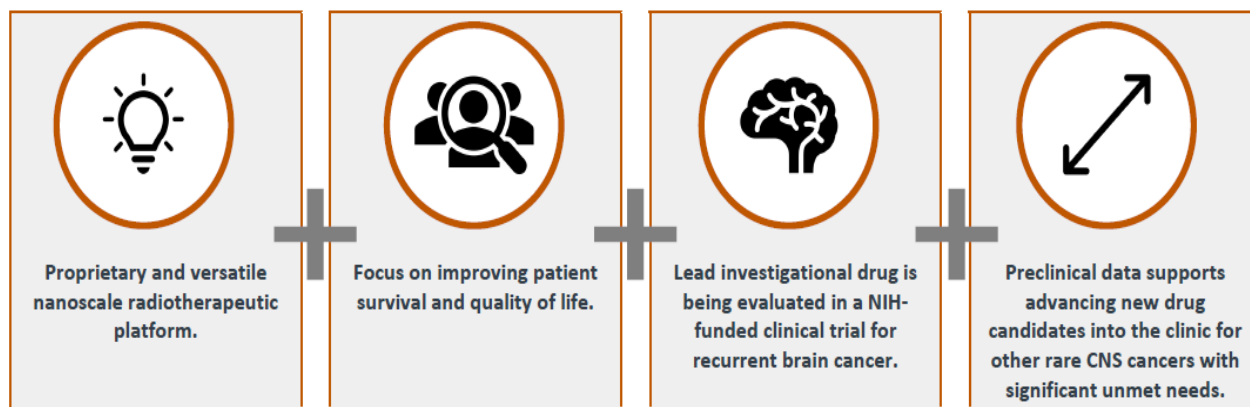 Proprietary and versatile
nanoscale radiotherapeutic
platform.
Focus on improving patient
survival and quality of life.
Lead investigational drug is
being evaluated in a NIH-
funded clinical trial for
recurrent brain cancer.
Preclinical data supports
advancing new drug
candidates into the clinic for
other rare CNS cancers with
significant unmet needs.